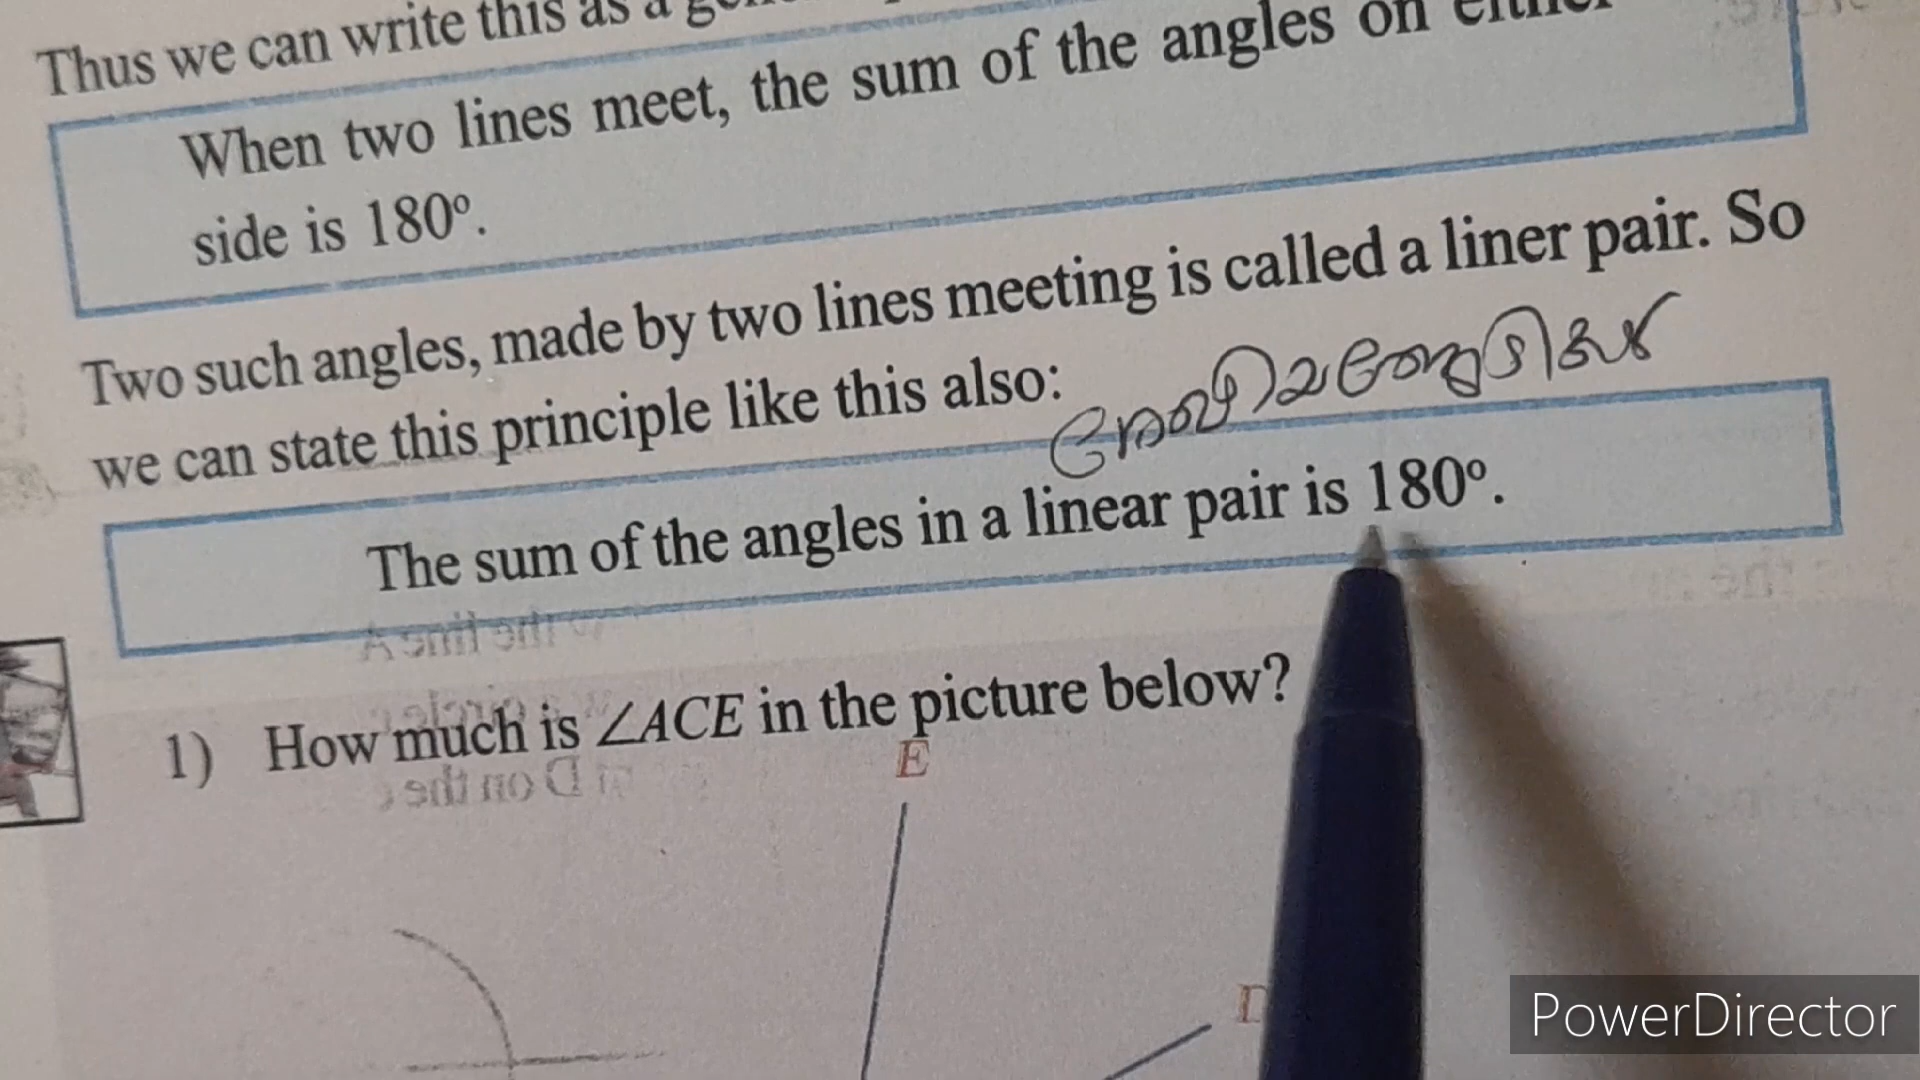 Thus we can write this as a
When two lines meet, the sum of the angles on either
side is 180°.
Two such angles, made by two lines meeting is called a liner pair. So
we can state this principle like this also:
The sum of the angles in a linear pair is 180°.
1) How much is ∠ACE in the picture below?
E
D
PowerDirector